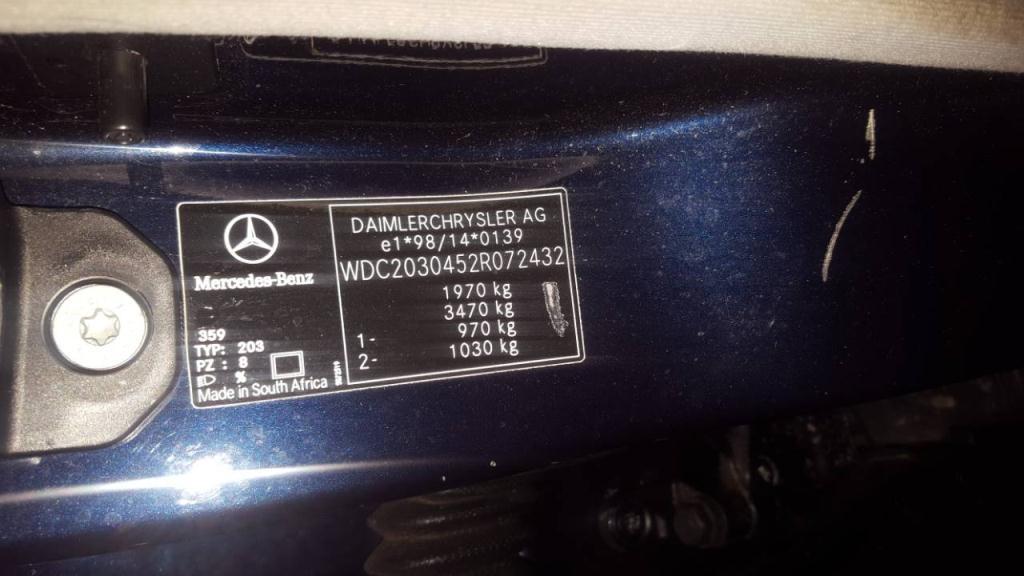 Mercedes-Benz
359
TYP: 203
PZ : 8
%
Made in South Africa
DAIMLERCHRYSLER AG
e1*98/14*0139
WDC2030452R072432
1970 kg
3470 kg
1- 970 kg
2- 1030 kg